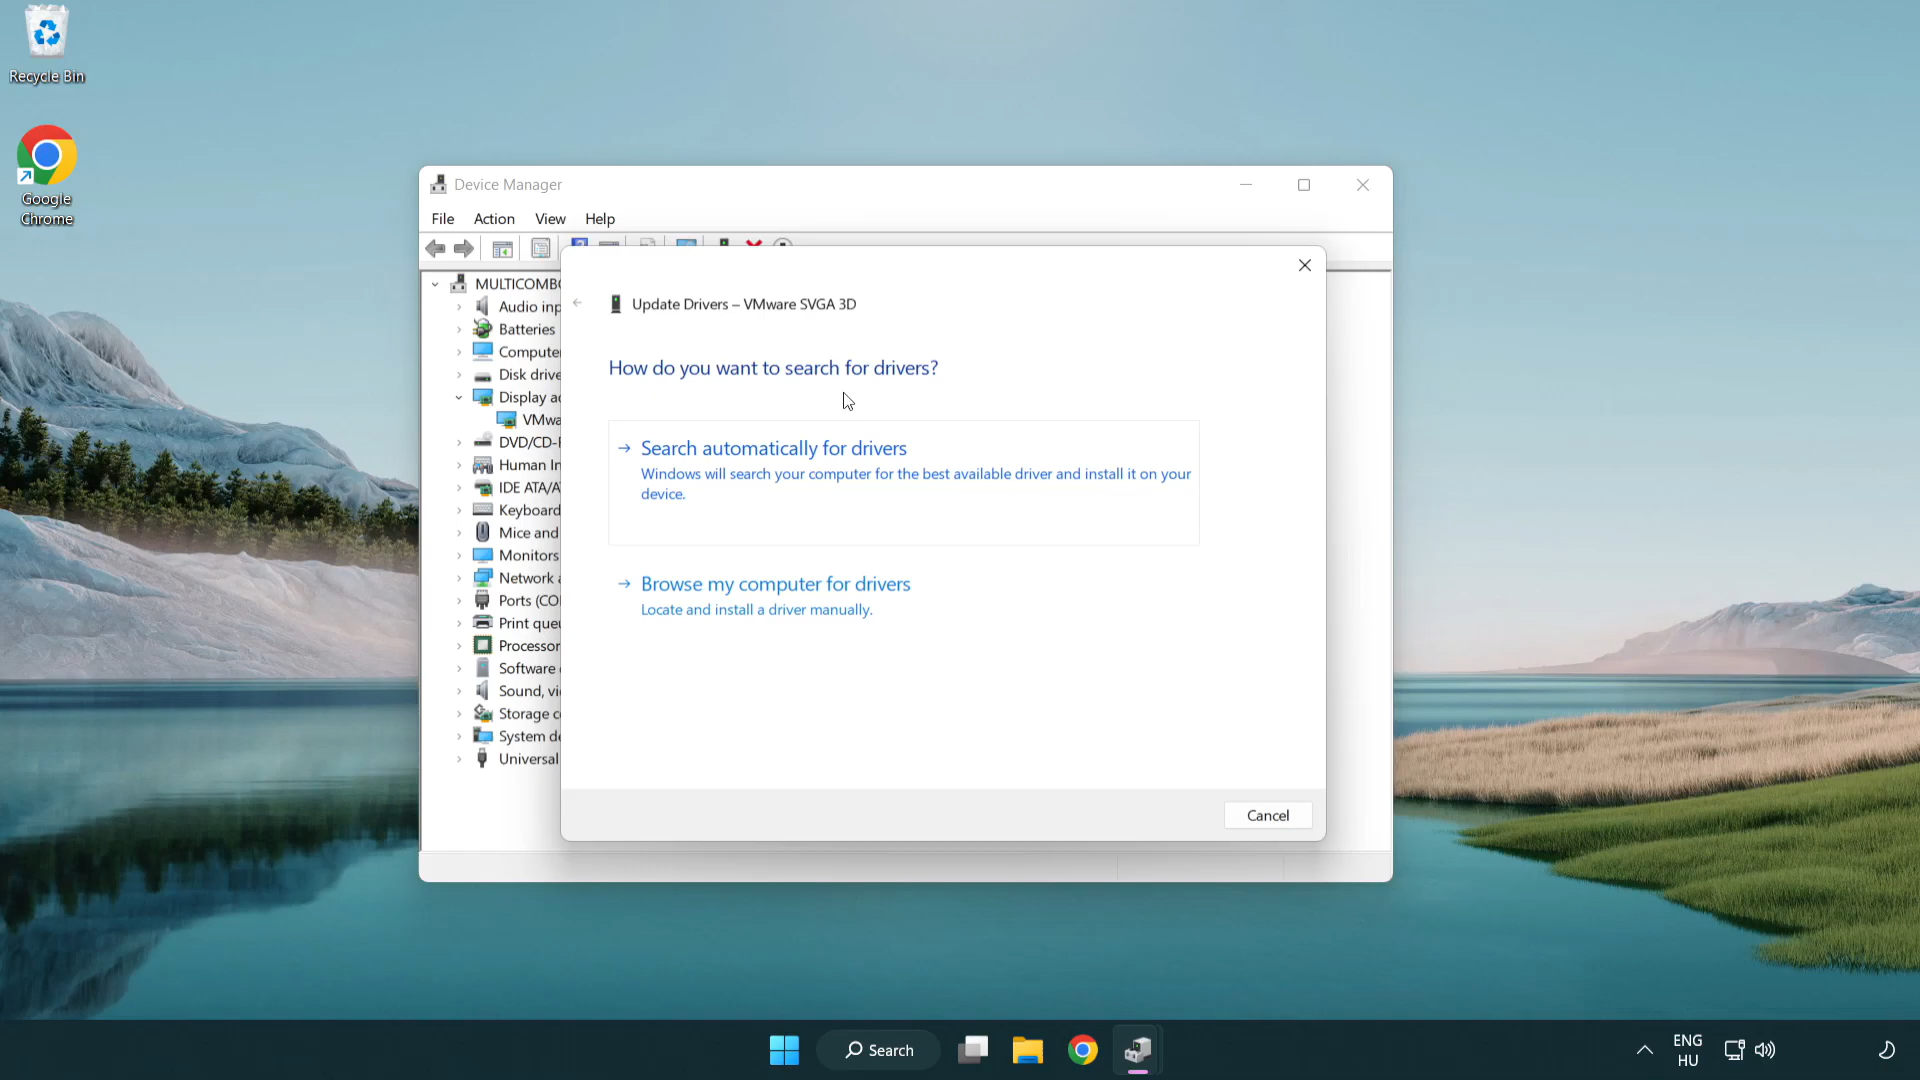 Recycle Bin
Google
Chrome
Device Manager
File Action View Help
MULTICOMB
Audio inp
Batteries
Compute
Disk drive
Display a
VMwa
DVD/CD-
Human In
IDE ATA/A
Keyboard
Mice and
Monitors
Network a
Ports (CO
Print que
Processor
Software
Sound, vi
Storage c
System de
Universal
Update Drivers – VMware SVGA 3D
How do you want to search for drivers?
Search automatically for drivers
Windows will search your computer for the best available driver and install it on your
device.
Browse my computer for drivers
Locate and install a driver manually.
Cancel
Search
ENG
HU